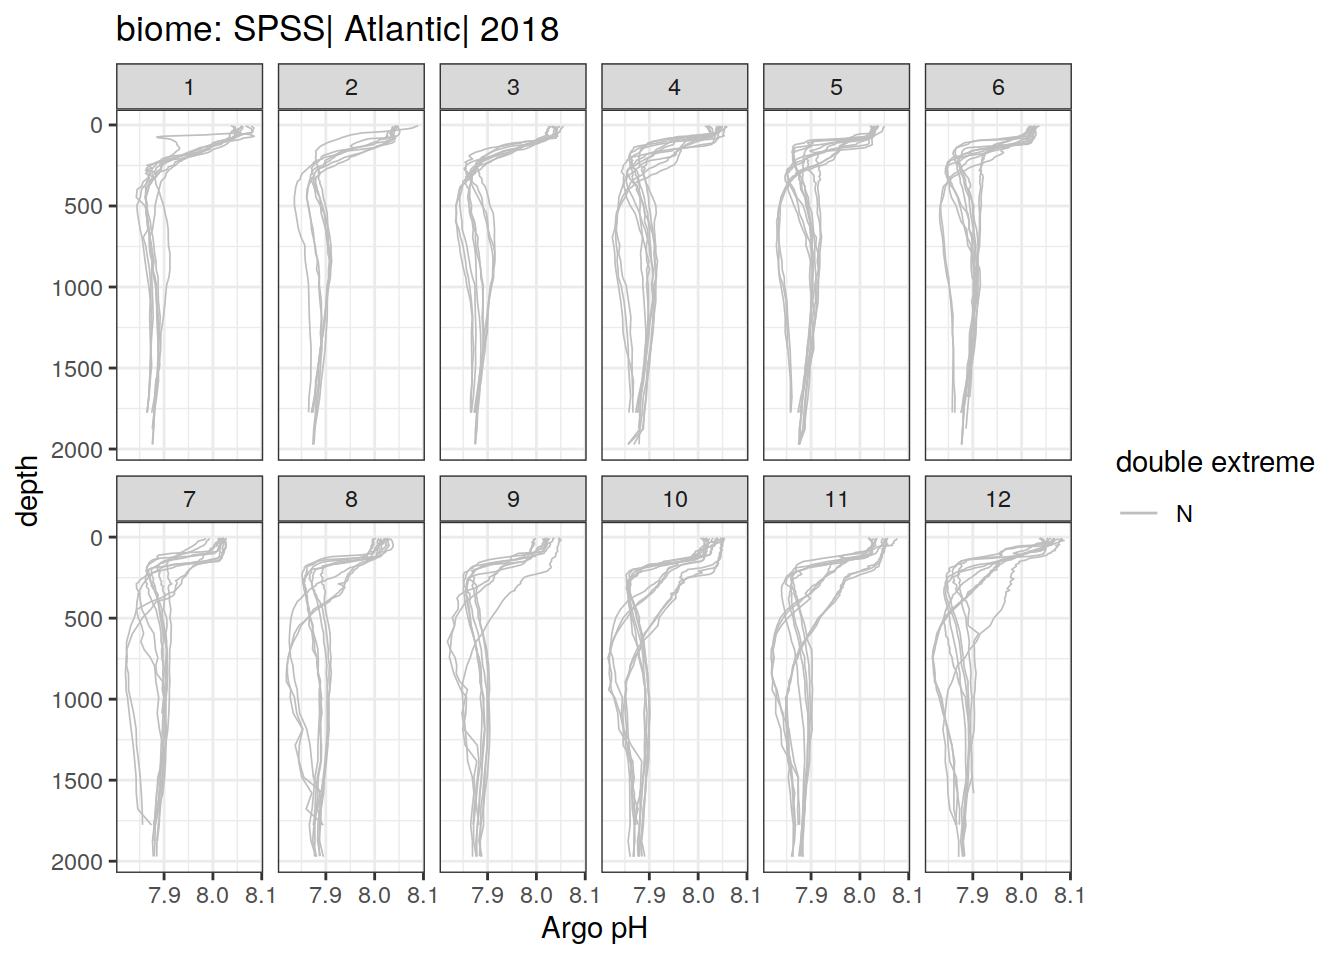 biome: SPSS| Atlantic| 2018
1 2 3 4 5 6
0
500
1000
1500
2000
7 8 9 10 11 12
0
500
1000
1500
2000
7.9 8.0 8.1 7.9 8.0 8.1 7.9 8.0 8.1 7.9 8.0 8.1 7.9 8.0 8.1 7.9 8.0 8.1
Argo pH
depth
double extreme
N